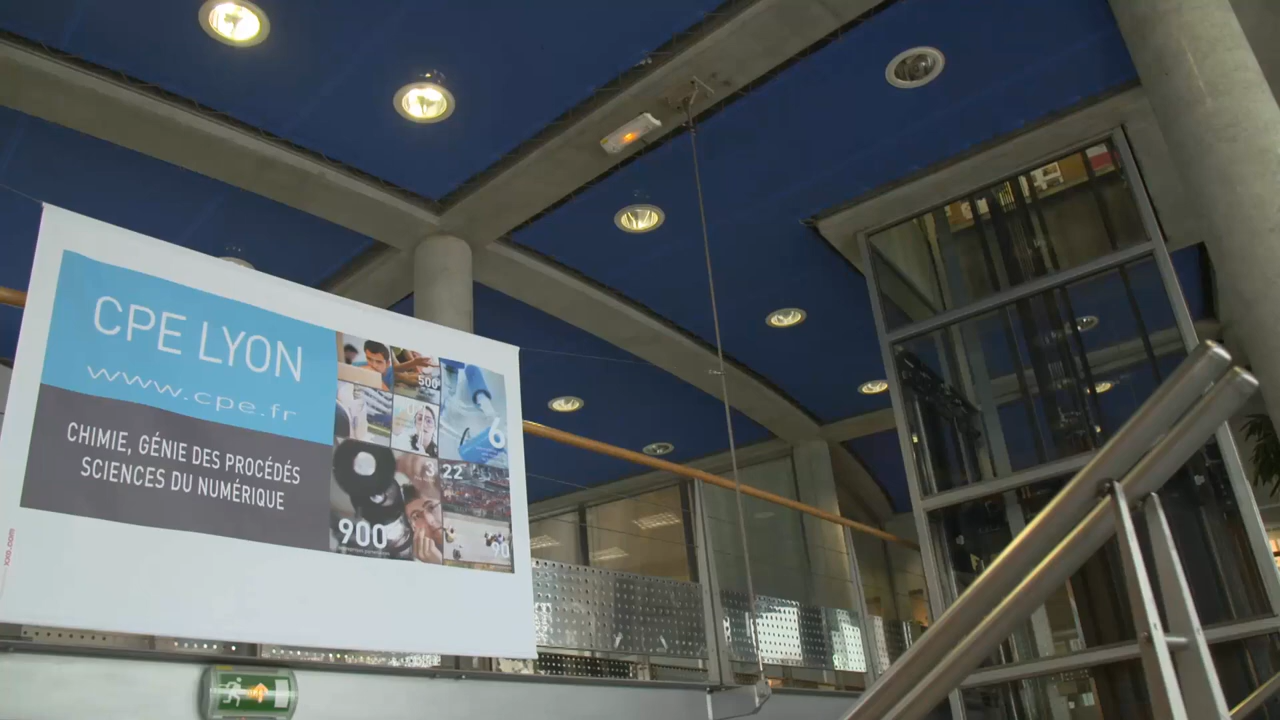 CPE LYON
www.cpe.fr
CHIMIE, GÉNIE DES PROCÉDÉS
SCIENCES DU NUMÉRIQUE
500
6
3
22
900
90